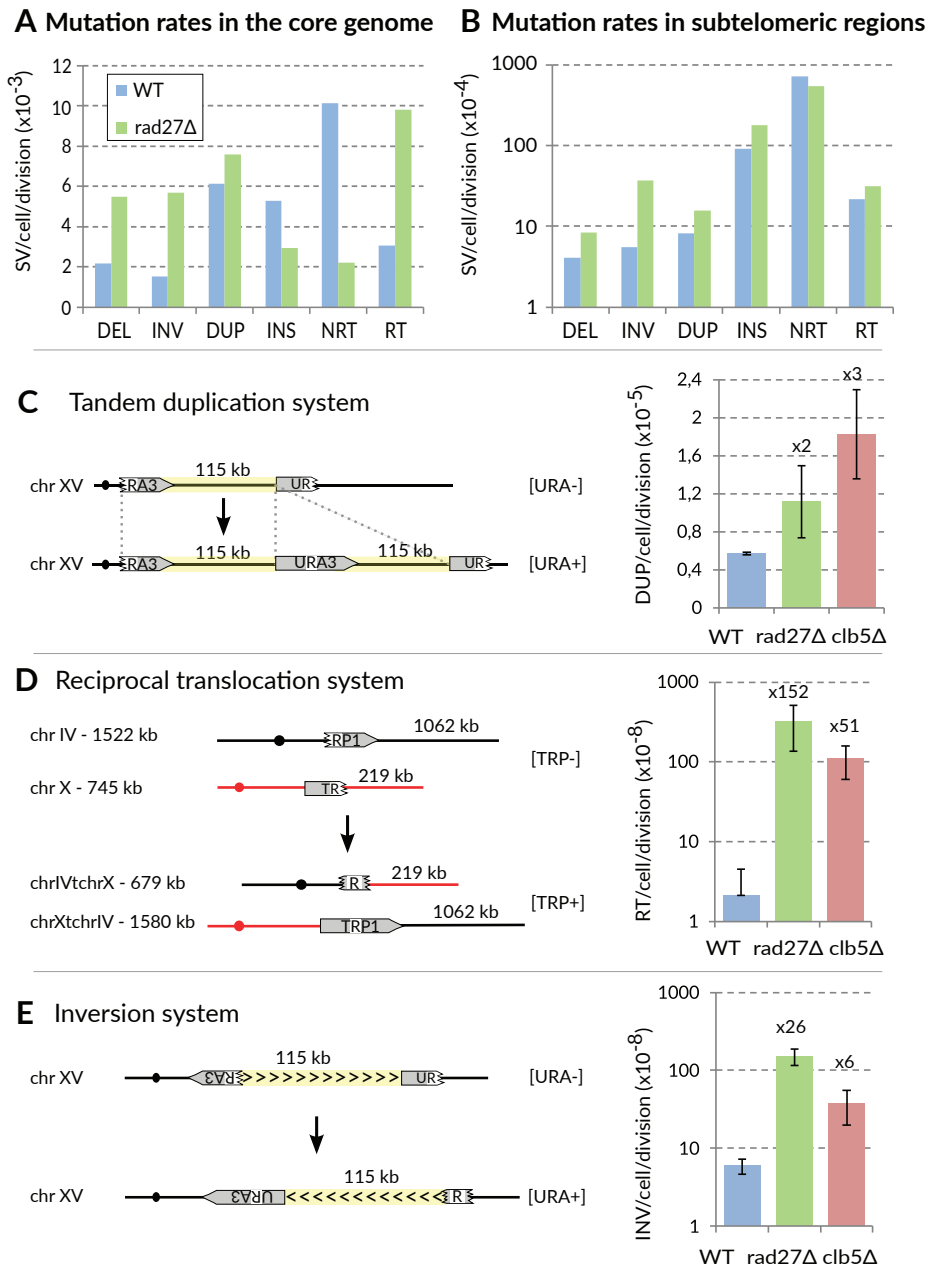 A Mutation rates in the core genome
SV/cell/division (x10-3)
12
10
8
6
4
2
0
WT
rad27Δ
DEL INV DUP INS NRT RT
B Mutation rates in subtelomeric regions
SV/cell/division (x10-4)
1000
100
10
1
DEL INV DUP INS NRT RT
C Tandem duplication system
chr XV
RA3
115 kb
UR
[URA-]
chr XV
RA3
115 kb
URA3
115 kb
UR
[URA+]
DUP/cell/division (x10-5)
2,4
2
1,6
1,2
0,8
0,4
0
x2
x3
WT rad27Δ clb5Δ
D Reciprocal translocation system
chr IV - 1522 kb
RP1
1062 kb
[TRP-]
chr X - 745 kb
TR
219 kb
chrIVtchrX - 679 kb
R
219 kb
[TRP+]
chrXtchrIV - 1580 kb
TRP1
1062 kb
RT/cell/division (x10-8)
1000
100
10
1
x152
x51
WT rad27Δ clb5Δ
E Inversion system
chr XV
RA3
115 kb
>>>>>>>>>>>>>
UR
[URA-]
chr XV
URA3
115 kb
<<<<<<<<<<<<<
R
[URA+]
INV/cell/division (x10-8)
1000
100
10
1
x26
x6
WT rad27Δ clb5Δ